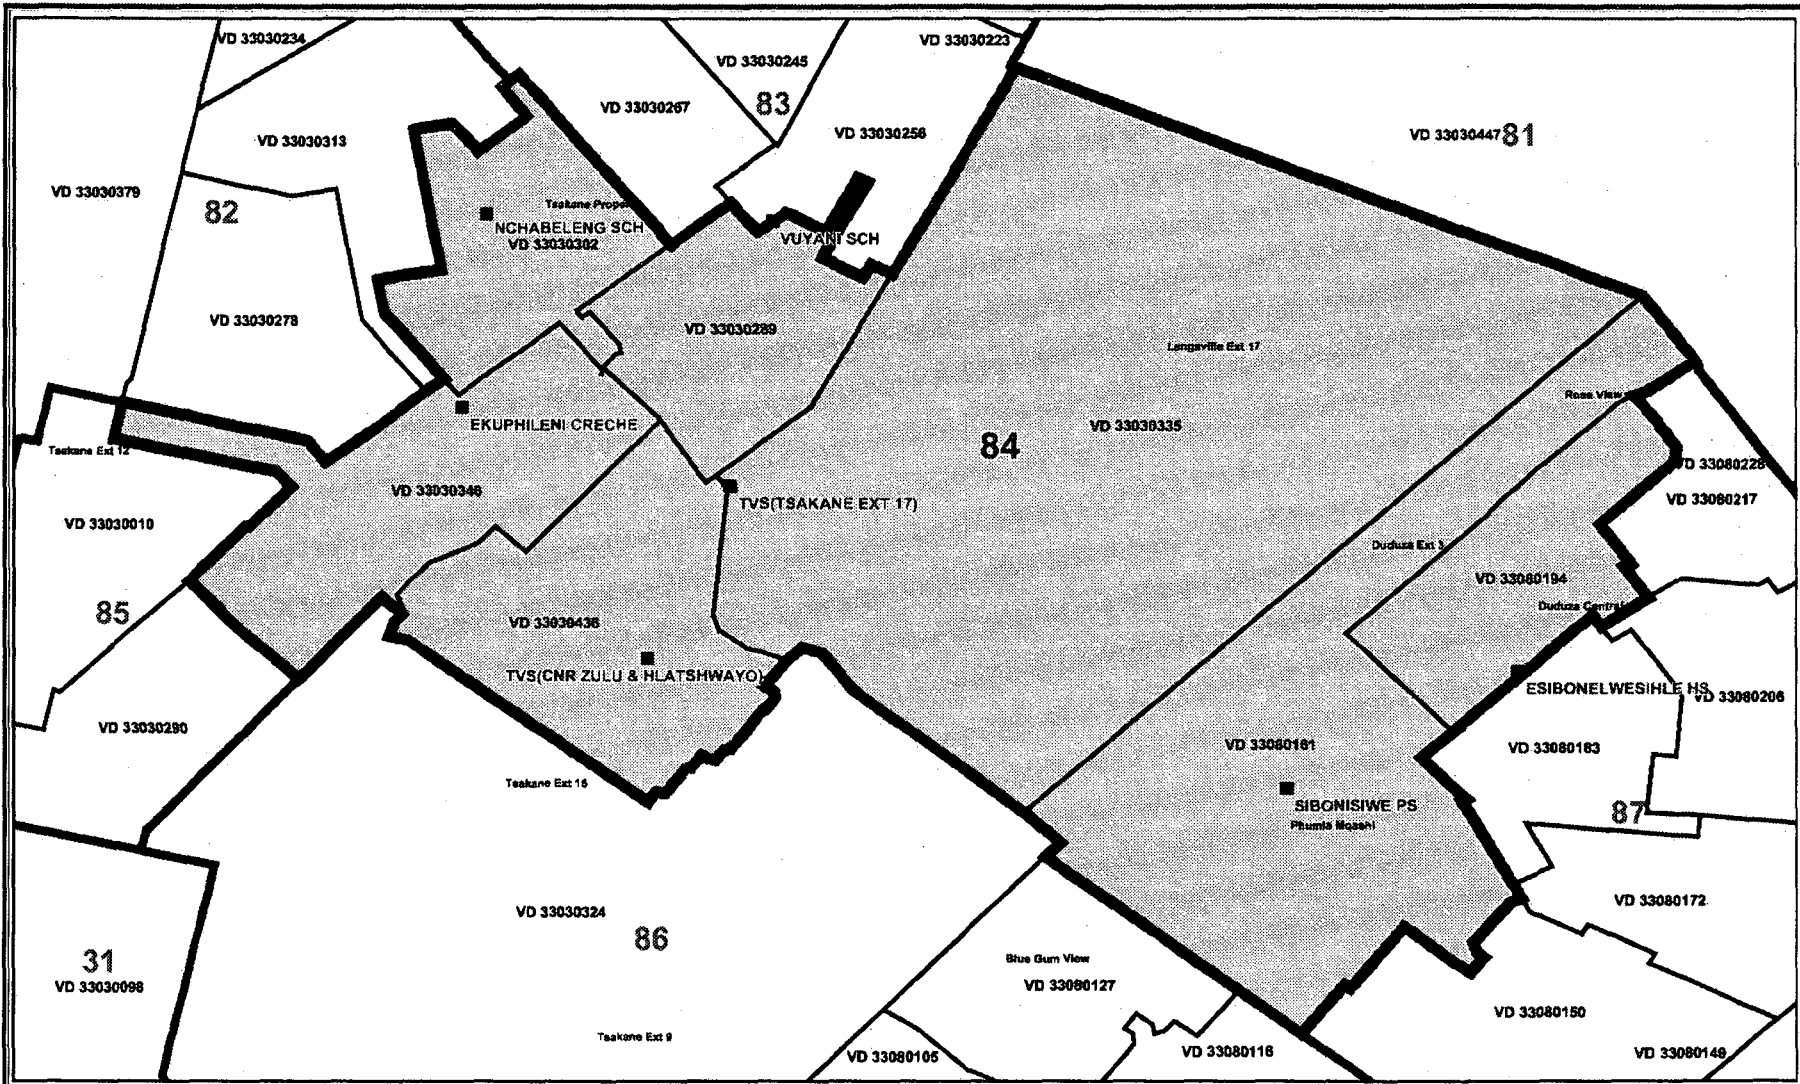 VD 33030234
VD 33030223
VD 33030245
83
VD 33030267
VD 33030256
VD 33030447
81
VD 33030313
VD 33030379
82
Tsakane Proper
NCHABELENG SCH
VD 33030302
VUYANI SCH
VD 33030278
VD 33030289
Langaville Ext 17
Rose View
EKUPHILENI CRECHE
84
VD 33030335
Tsakane Ext 12
VD 33080228
VD 33030346
TVS(TSAKANE EXT 17)
VD 33080217
VD 33030010
Duduza Ext 3
VD 33080194
85
VD 33030436
Duduza Central
TVS(CNR ZULU & HLATSHWAYO)
ESIBONELWESIHLE HS
VD 33080206
VD 33030290
VD 33080161
VD 33080183
Tsakane Ext 15
SIBONISIWE PS
87
VD 33030324
VD 33080172
86
31
VD 33030098
Blue Gum View
VD 33080127
VD 33080150
Tsakane Ext 9
VD 33080105
VD 33080116
VD 33080149